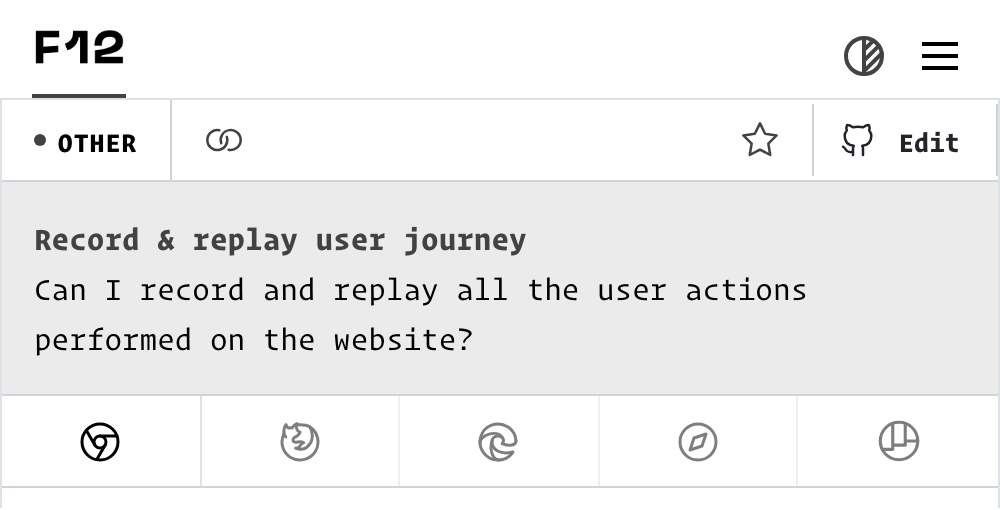 F12
OTHER
Edit
Record & replay user journey
Can I record and replay all the user actions
performed on the website?